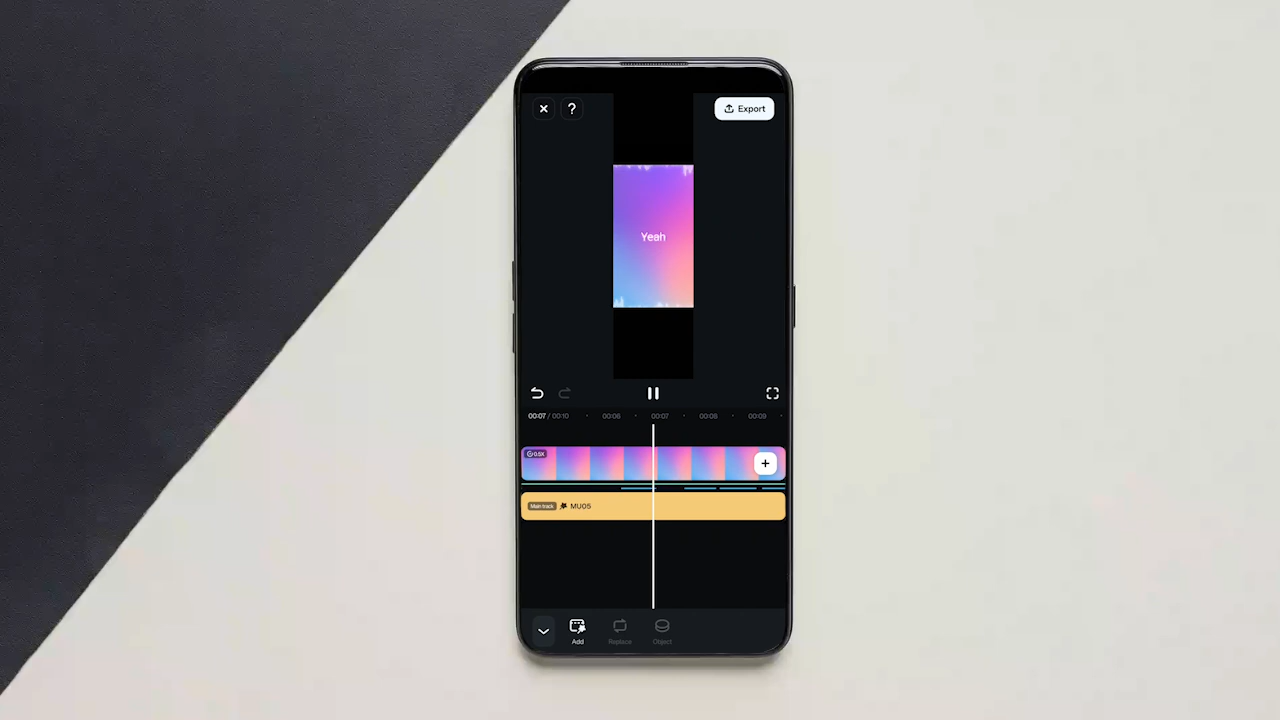 Export
Yeah
00:07 / 00:10
00:06
00:07
00:08
00:09
0.5X
Main track
MU05
Add
Replace
Object